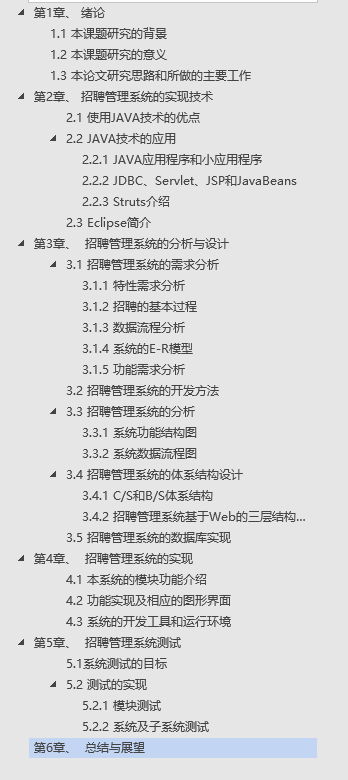 第1章、 绪论
1.1 本课题研究的背景
1.2 本课题研究的意义
1.3 本论文研究思路和所做的主要工作
第2章、 招聘管理系统的实现技术
2.1 使用JAVA技术的优点
2.2 JAVA技术的应用
2.2.1 JAVA应用程序和小应用程序
2.2.2 JDBC、Servlet、JSP和JavaBeans
2.2.3 Struts介绍
2.3 Eclipse简介
第3章、 招聘管理系统的分析与设计
3.1 招聘管理系统的需求分析
3.1.1 特性需求分析
3.1.2 招聘的基本过程
3.1.3 数据流程分析
3.1.4 系统的E-R模型
3.1.5 功能需求分析
3.2 招聘管理系统的开发方法
3.3 招聘管理系统的分析
3.3.1 系统功能结构图
3.3.2 系统数据流程图
3.4 招聘管理系统的体系结构设计
3.4.1 C/S和B/S体系结构
3.4.2 招聘管理系统基于Web的三层结构...
3.5 招聘管理系统的数据库实现
第4章、 招聘管理系统的实现
4.1 本系统的模块功能介绍
4.2 功能实现及相应的图形界面
4.3 系统的开发工具和运行环境
第5章、 招聘管理系统测试
5.1系统测试的目标
5.2 测试的实现
5.2.1 模块测试
5.2.2 系统及子系统测试
第6章、 总结与展望